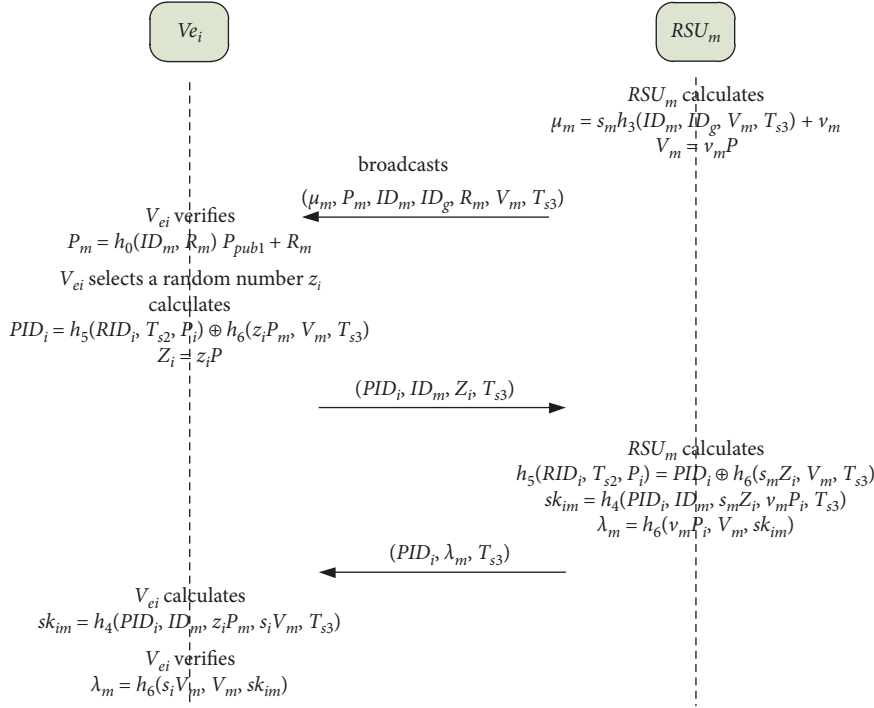 Ve_i
RSU_m
RSU_m calculates
μ_m = s_m h_3(ID_m, ID_g, V_m, T_s3) + ν_m
V_m = ν_m P
broadcasts
(μ_m, P_m, ID_m, ID_g, R_m, V_m, T_s3)
V_ei verifies
P_m = h_0(ID_m, R_m) P_pub1 + R_m
V_ei selects a random number z_i
calculates
PID_i = h_5(RID_i, T_s2, P_i) ⊕ h_6(z_i P_m, V_m, T_s3)
Z_i = z_i P
(PID_i, ID_m, Z_i, T_s3)
RSU_m calculates
h_5(RID_i, T_s2, P_i) = PID_i ⊕ h_6(s_m Z_i, V_m, T_s3)
sk_im = h_4(PID_i, ID_m, s_m Z_i, ν_m P_i, T_s3)
λ_m = h_6(ν_m P_i, V_m, sk_im)
(PID_i, λ_m, T_s3)
V_ei calculates
sk_im = h_4(PID_i, ID_m, z_i P_m, s_i V_m, T_s3)
V_ei verifies
λ_m = h_6(s_i V_m, V_m, sk_im)